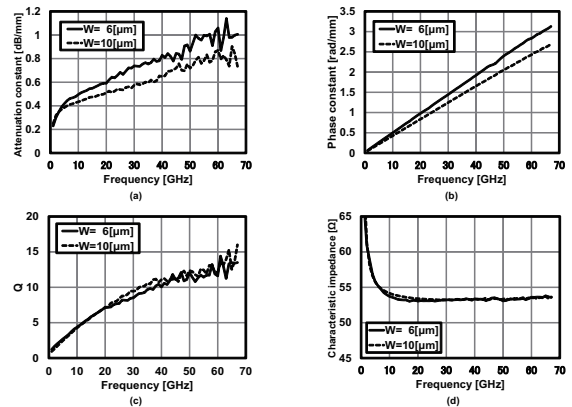 W= 6[μm]
W=10[μm]
Attenuation constant [dB/mm]
1.2
1
0.8
0.6
0.4
0.2
0
0 10 20 30 40 50 60 70
Frequency [GHz]
(a)
W= 6[μm]
W=10[μm]
Phase constant [rad/mm]
3.5
3
2.5
2
1.5
1
0.5
0
0 10 20 30 40 50 60 70
Frequency [GHz]
(b)
W= 6[μm]
W=10[μm]
Q
20
15
10
5
0
0 10 20 30 40 50 60 70
Frequency [GHz]
(c)
Characteristic impedance [Ω]
65
60
55
50
45
W= 6[μm]
W=10[μm]
0 10 20 30 40 50 60 70
Frequency [GHz]
(d)